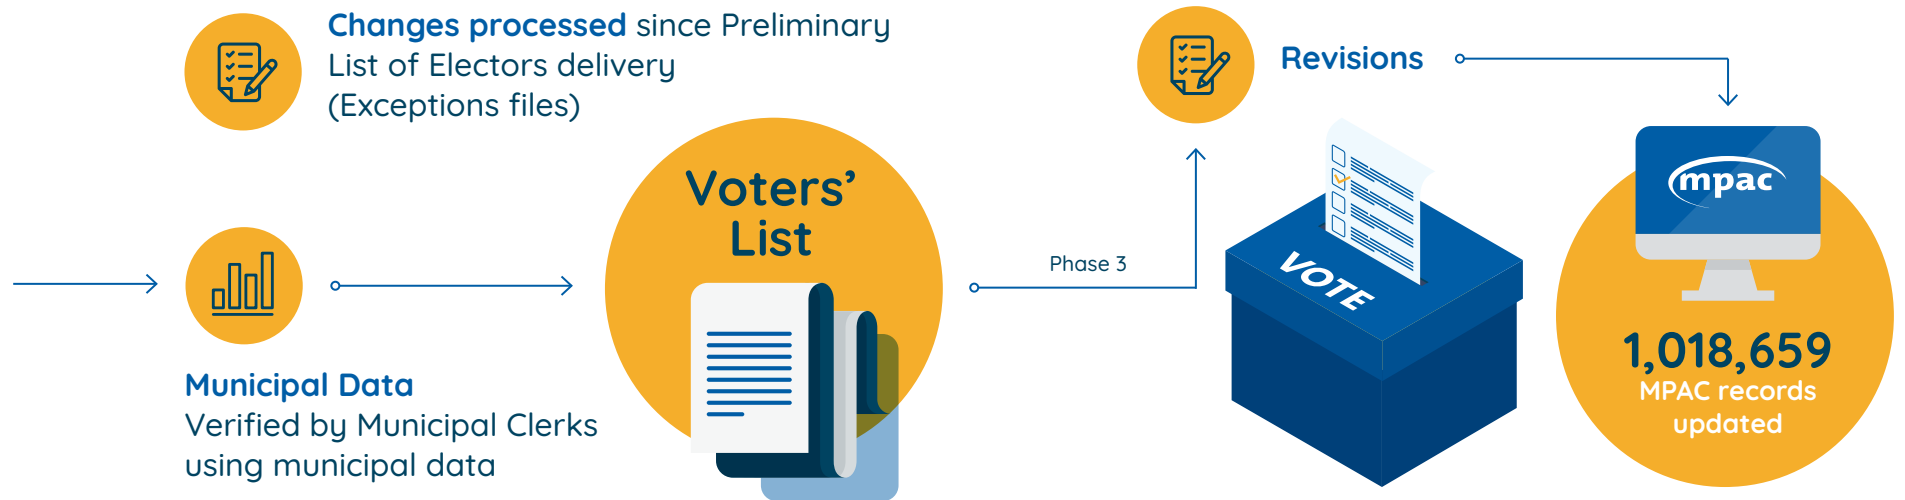 Changes processed since Preliminary
List of Electors delivery
(Exceptions files)
Municipal Data
Verified by Municipal Clerks
using municipal data
Voters’
List
Phase 3
Revisions
VOTE
mpac
1,018,659
MPAC records
updated